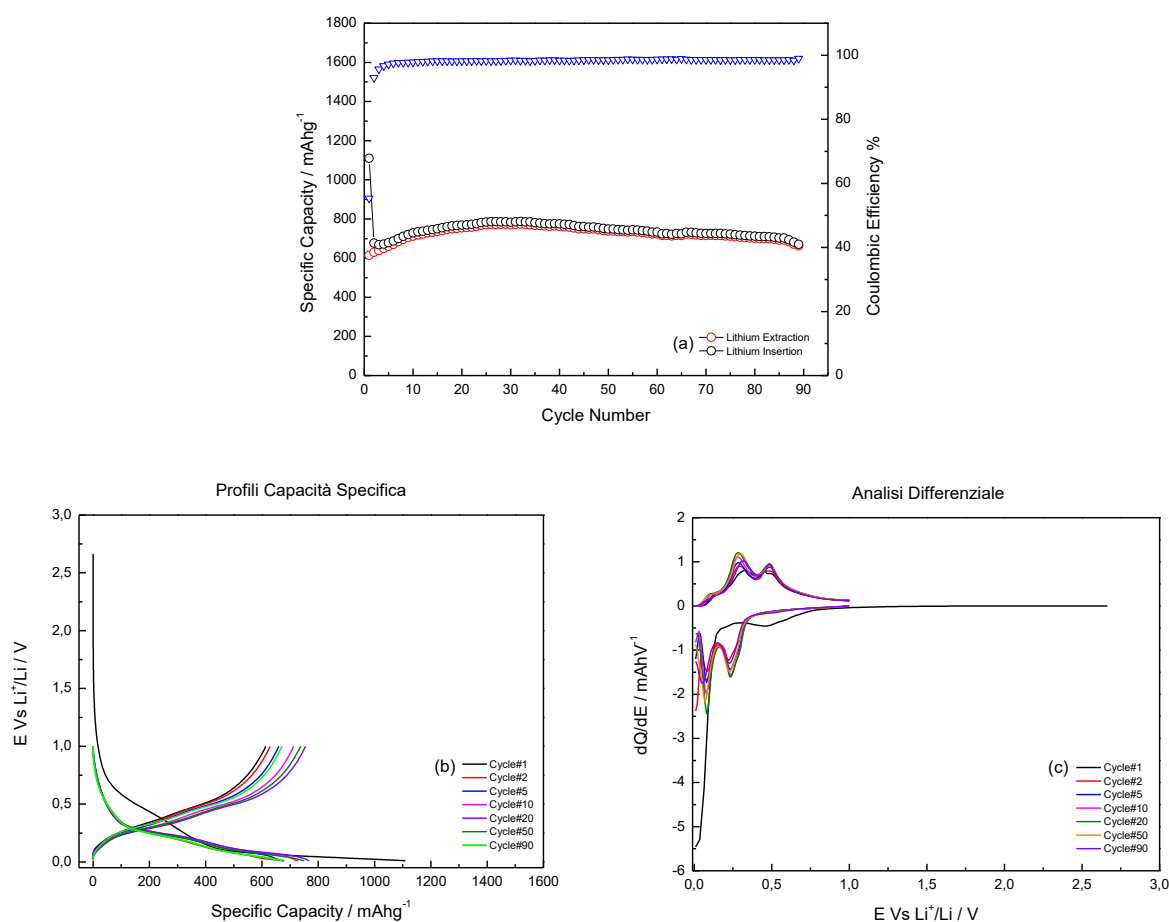 1800
1600
1400
1200
1000
800
600
400
200
0
Specific Capacity / mAhg⁻¹
100
80
60
40
20
0
Coulombic Efficiency %
(a)
Lithium Extraction
Lithium Insertion
0 10 20 30 40 50 60 70 80 90
Cycle Number
Profili Capacità Specifica
3,0
2,5
2,0
1,5
1,0
0,5
0,0
E Vs Li⁺/Li / V
(b)
Cycle#1
Cycle#2
Cycle#5
Cycle#10
Cycle#20
Cycle#50
Cycle#90
0 200 400 600 800 1000 1200 1400 1600
Specific Capacity / mAhg⁻¹
Analisi Differenziale
2
1
0
-1
-2
-3
-4
-5
-6
dQ/dE / mAhV⁻¹
(c)
Cycle#1
Cycle#2
Cycle#5
Cycle#10
Cycle#20
Cycle#50
Cycle#90
0,0 0,5 1,0 1,5 2,0 2,5 3,0
E Vs Li⁺/Li / V